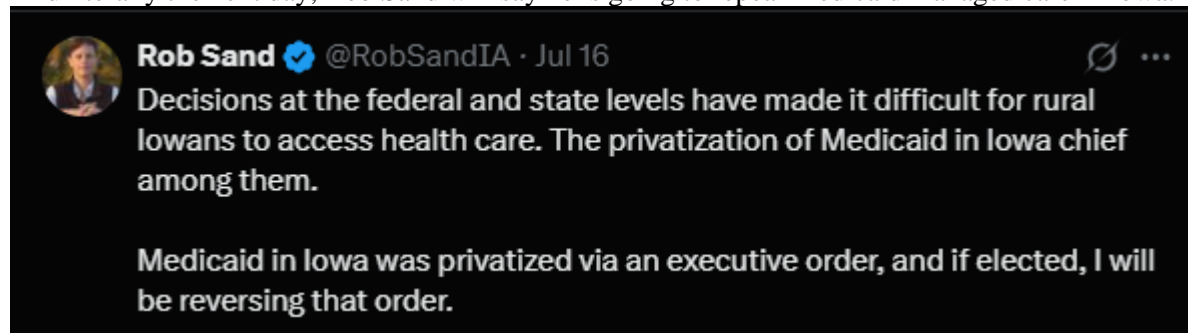 Rob Sand @RobSandIA · Jul 16
Decisions at the federal and state levels have made it difficult for rural
Iowans to access health care. The privatization of Medicaid in Iowa chief
among them.
Medicaid in Iowa was privatized via an executive order, and if elected, I will
be reversing that order.